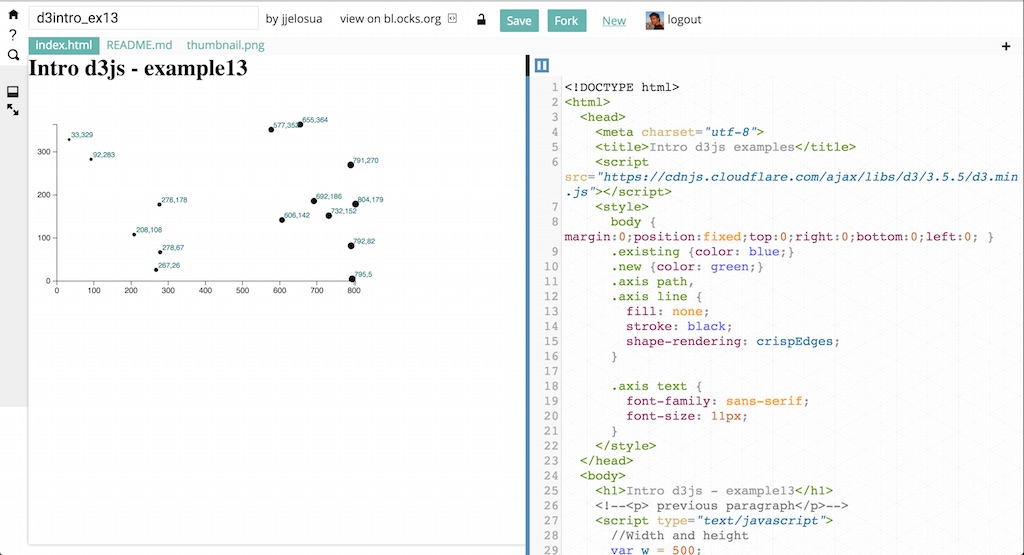 d3intro_ex13 by jjelosua view on bl.ocks.org Save Fork New logout
? index.html README.md thumbnail.png +
Intro d3js - example13
33,329
92,283
577,352
655,364
791,270
276,178
692,186
804,179
208,108
606,142
732,152
278,67
792,82
267,26
795,5
300
200
100
0
0 100 200 300 400 500 600 700 800
1 <!DOCTYPE html>
2 <html>
3 <head>
4 <meta charset="utf-8">
5 <title>Intro d3js examples</title>
6 <script
src="https://cdnjs.cloudflare.com/ajax/libs/d3/3.5.5/d3.min
.js"></script>
7 <style>
8 body {
margin:0;position:fixed;top:0;right:0;bottom:0;left:0; }
9 .existing {color: blue;}
10 .new {color: green;}
11 .axis path,
12 .axis line {
13 fill: none;
14 stroke: black;
15 shape-rendering: crispEdges;
16 }
17
18 .axis text {
19 font-family: sans-serif;
20 font-size: 11px;
21 }
22 </style>
23 </head>
24 <body>
25 <h1>Intro d3js - example13</h1>
26 <!--<p> previous paragraph</p>-->
27 <script type="text/javascript">
28 //Width and height
29 var w = 500;